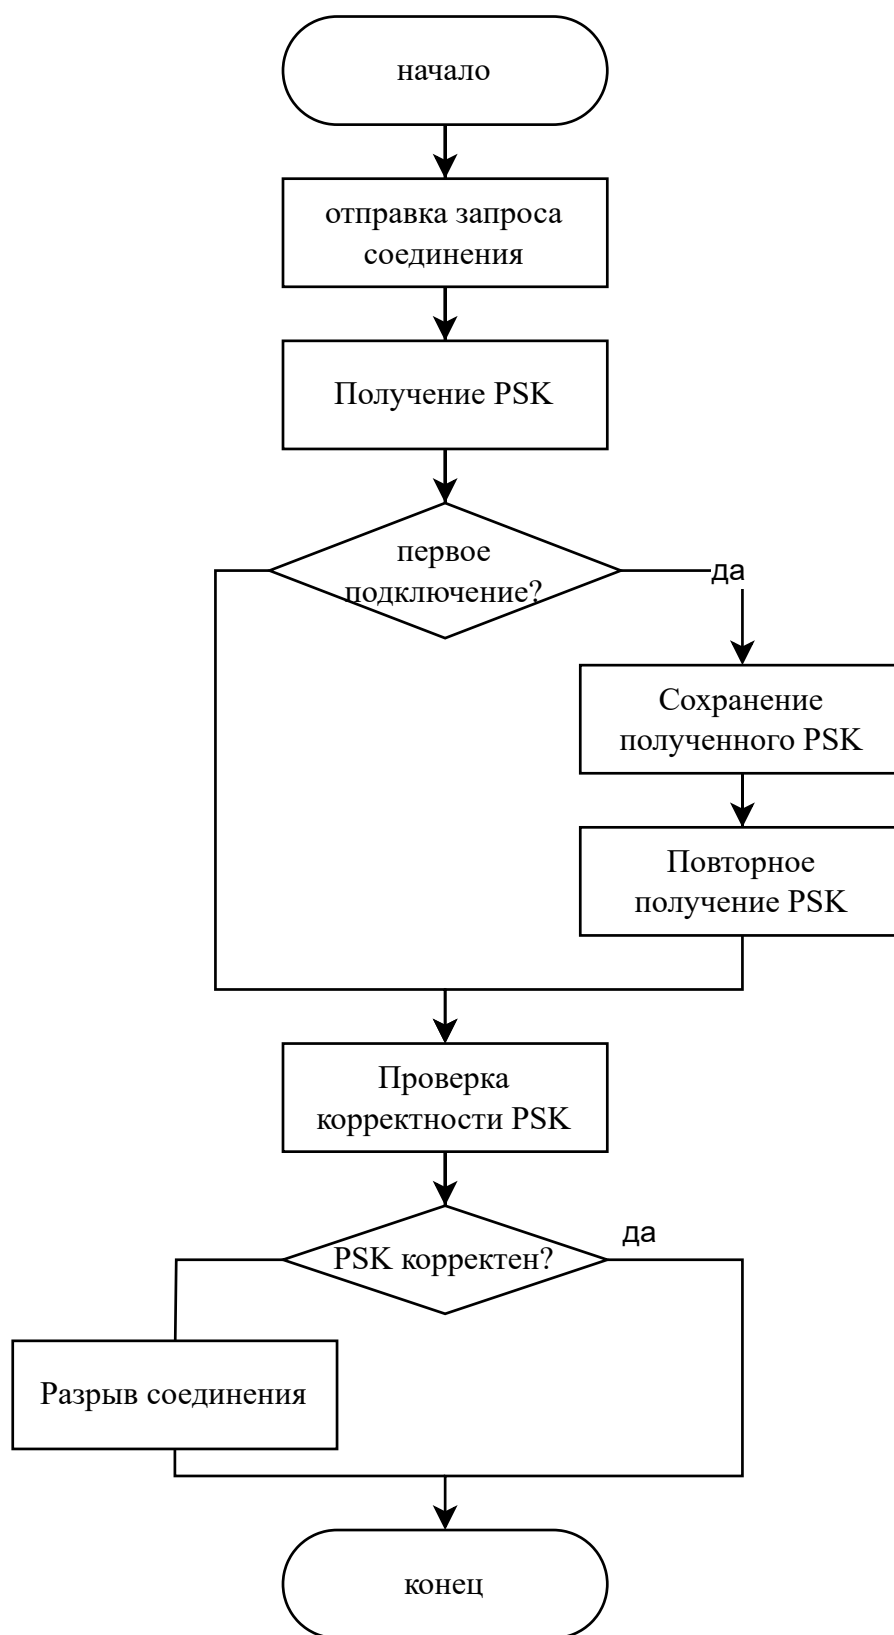 начало
отправка запроса
соединения
Получение PSK
первое
подключение?
да
Сохранение
полученного PSK
Повторное
получение PSK
Проверка
корректности PSK
да
PSK корректен?
Разрыв соединения
конец